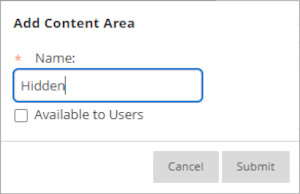 Add Content Area
* Name:
Hidden
Available to Users
Cancel Submit